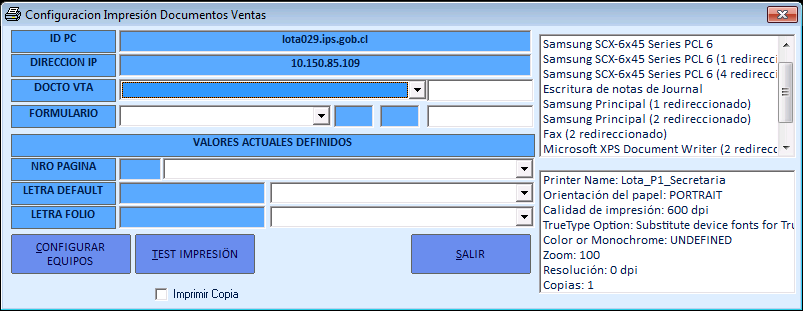 Configuracion Impresión Documentos Ventas
ID PC
lota029.ips.gob.cl
DIRECCION IP
10.150.85.109
DOCTO VTA
FORMULARIO
VALORES ACTUALES DEFINIDOS
NRO PAGINA
LETRA DEFAULT
LETRA FOLIO
CONFIGURAR
EQUIPOS
TEST IMPRESIÖN
SALIR
Imprimir Copia
Samsung SCX-6x45 Series PCL 6
Samsung SCX-6x45 Series PCL 6 (1 redirecci
Samsung SCX-6x45 Series PCL 6 (4 redirecci
Escritura de notas de Journal
Samsung Principal (1 redireccionado)
Samsung Principal (2 redireccionado)
Fax (2 redireccionado)
Microsoft XPS Document Writer (2 redirecc
Printer Name: Lota_P1_Secretaria
Orientación del papel: PORTRAIT
Calidad de impresión: 600 dpi
TrueType Option: Substitute device fonts for Tru
Color or Monochrome: UNDEFINED
Zoom: 100
Resolución: 0 dpi
Copias: 1